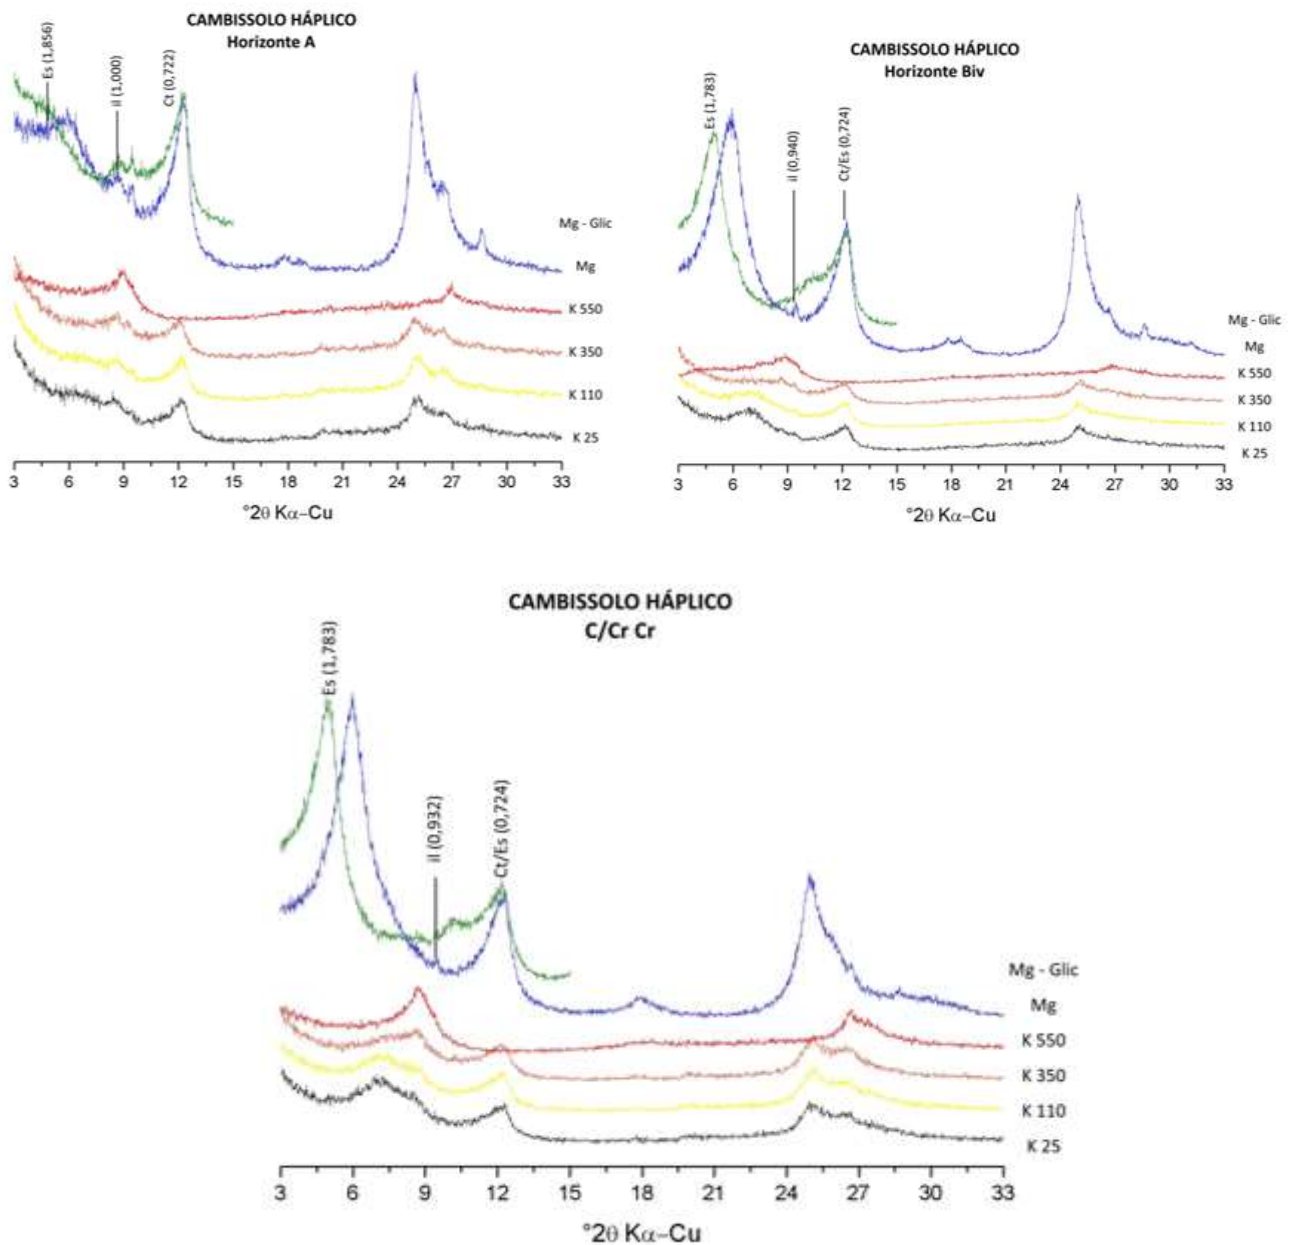 CAMBISSOLO HÁPLICO
Horizonte A
Es (1,856)
il (1,000)
Ct (0,722)
Mg - Glic
Mg
K 550
K 350
K 110
K 25
3 6 9 12 15 18 21 24 27 30 33
°2θ Kα–Cu
CAMBISSOLO HÁPLICO
Horizonte Biv
Es (1,783)
il (0,940)
Ct/Es (0,724)
Mg - Glic
Mg
K 550
K 350
K 110
K 25
3 6 9 12 15 18 21 24 27 30 33
°2θ Kα–Cu
CAMBISSOLO HÁPLICO
C/Cr Cr
Es (1,783)
il (0,932)
Ct/Es (0,724)
Mg - Glic
Mg
K 550
K 350
K 110
K 25
3 6 9 12 15 18 21 24 27 30 33
°2θ Kα–Cu